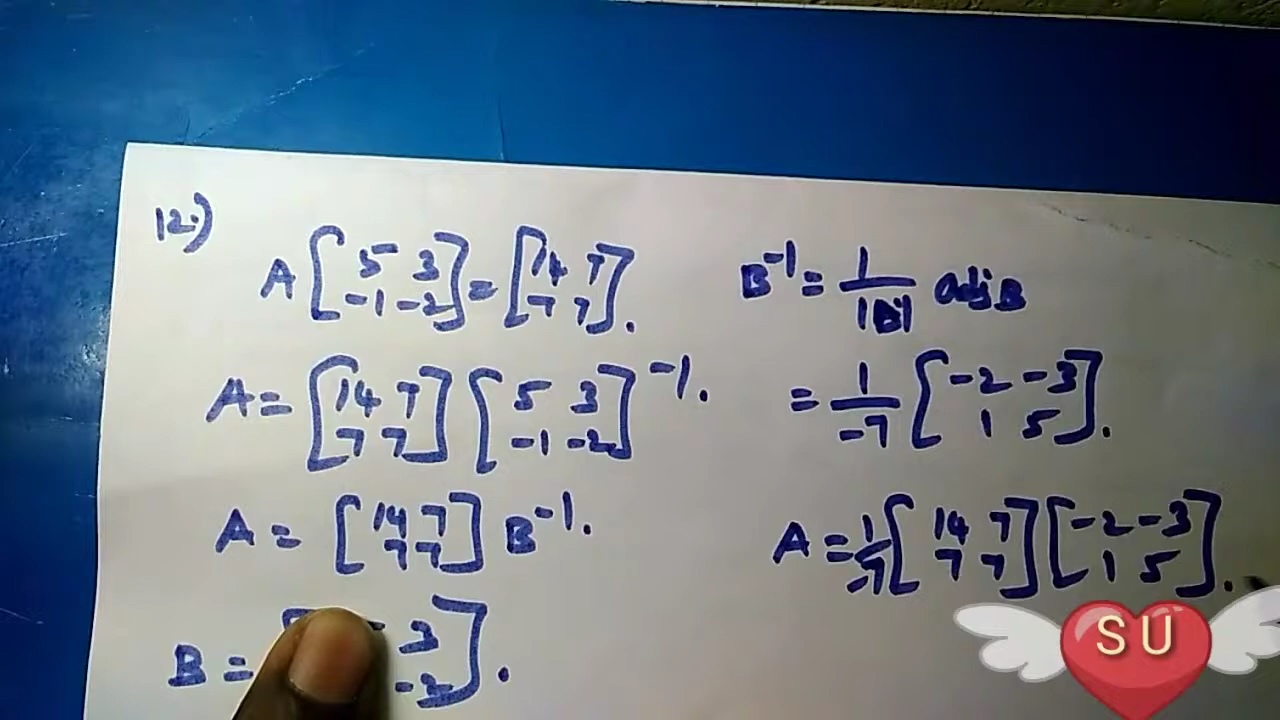 12.)
A [5 3
-1 -2] = [14 7
7 7].
A = [14 7
7 7] [5 3
-1 -2]^-1.
A = [14 7
7 7] B^-1.
B = [ 3
-2].
B^-1 = 1/|B| adj B
= 1/-7 [-2 -3
1 5].
A = 1/-7 [14 7
7 7] [-2 -3
1 5].
SU